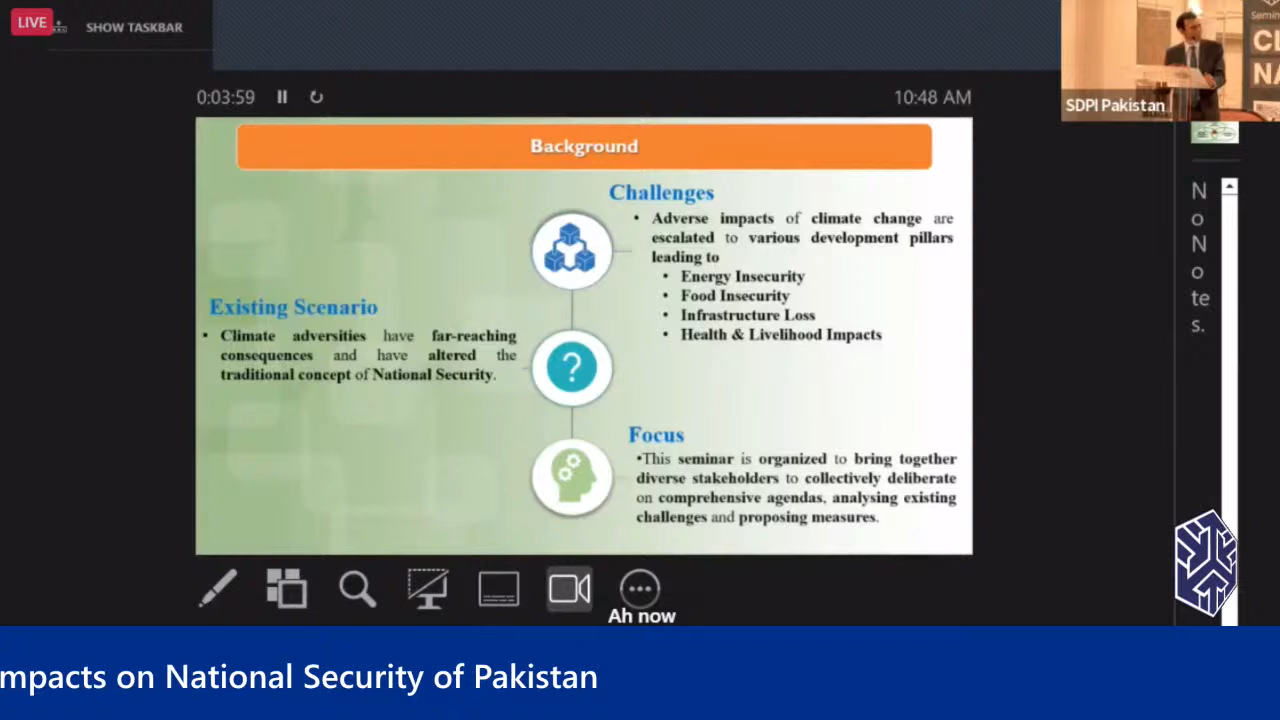 LIVE
SHOW TASKBAR
0:03:59
10:48 AM
SDPI Pakistan
Semin
CI
NA
Background
Challenges
• Adverse impacts of climate change are
escalated to various development pillars
leading to
• Energy Insecurity
• Food Insecurity
• Infrastructure Loss
• Health & Livelihood Impacts
Existing Scenario
• Climate adversities have far-reaching
consequences and have altered the
traditional concept of National Security.
?
Focus
•This seminar is organized to bring together
diverse stakeholders to collectively deliberate
on comprehensive agendas, analysing existing
challenges and proposing measures.
N
o
N
o
te
s.
Ah now
mpacts on National Security of Pakistan